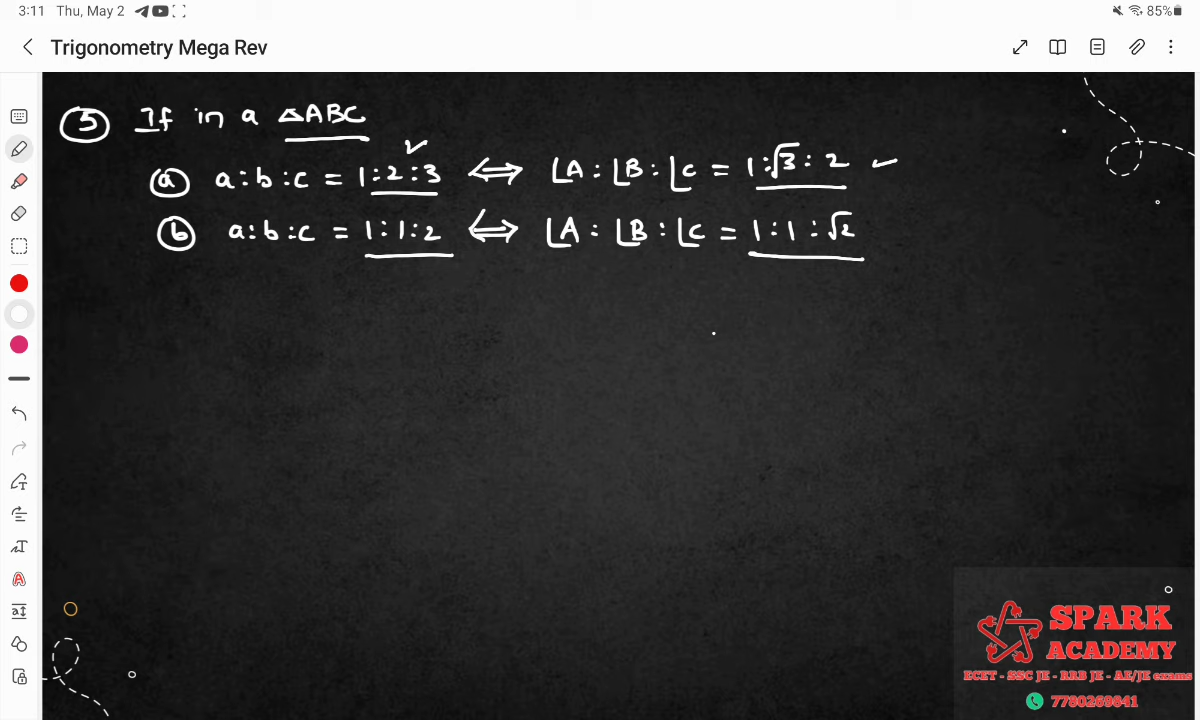 3:11 Thu, May 2 85%
Trigonometry Mega Rev
5 If in a △ABC
a a:b:c = 1:2:3 ⟺ ∠A : ∠B : ∠C = 1:√3:2
b a:b:c = 1:1:2 ⟺ ∠A : ∠B : ∠C = 1:1:√2
SPARK
ACADEMY
ECET - SSC JE - RRB JE - AE/JE exams
7780269841